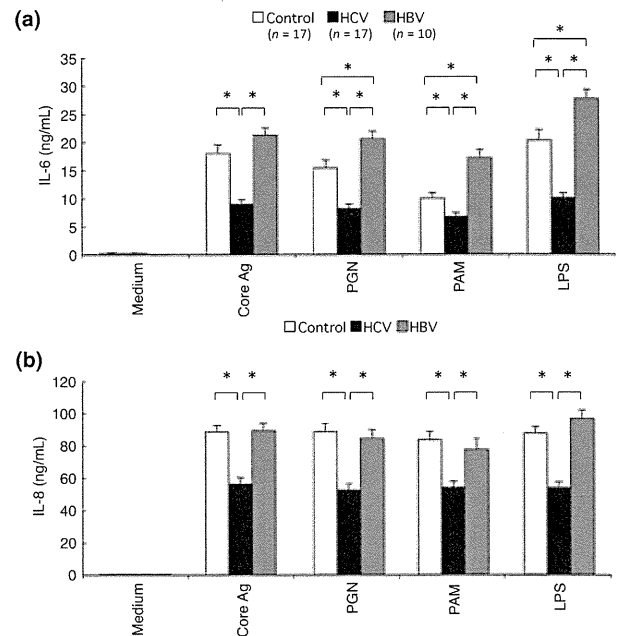 (a)
Control HCV HBV
(n = 17) (n = 17) (n = 10)
IL-6 (ng/mL)
35
30
25
20
15
10
5
0
* * * * * * * * * * *
Medium Core Ag PGN PAM LPS
Control HCV HBV
(b)
IL-8 (ng/mL)
120
100
80
60
40
20
0
* * * * * * * *
Medium Core Ag PGN PAM LPS